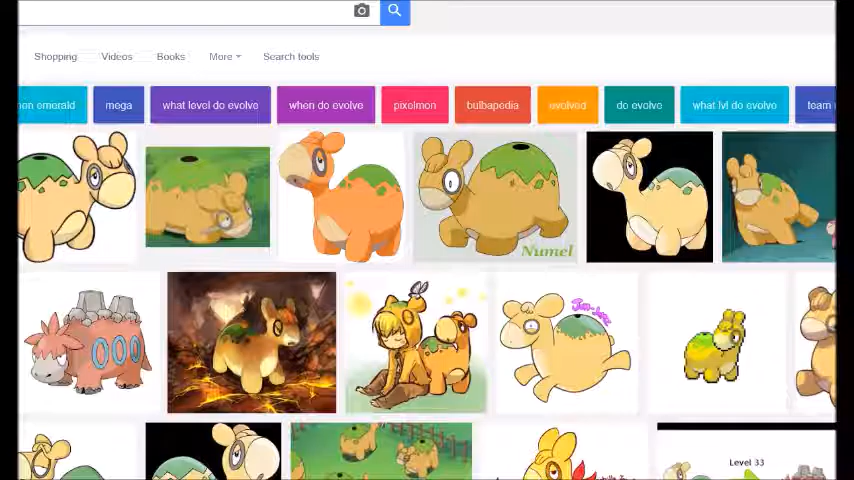 Shopping Videos Books More Search tools
emerald mega what level do evolve when do evolve pixelmon bulbapedia evolved do evolve what lvl do evolve team
Numel
Level 33